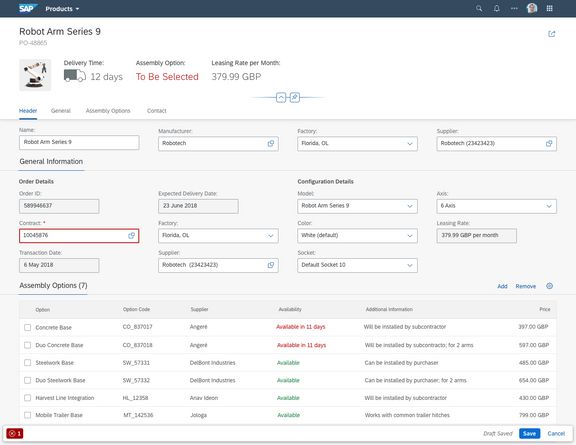 SAP Products
Robot Arm Series 9
PO-48865
Delivery Time: Assembly Option: Leasing Rate per Month:
12 days To Be Selected 379.99 GBP
Header General Assembly Options Contact
Name: Manufacturer: Factory: Supplier:
Robot Arm Series 9 Robotech Florida, OL Robotech (23423423)
General Information
Order Details Configuration Details
Order ID: Expected Delivery Date: Model: Axis:
589946637 23 June 2018 Robot Arm Series 9 6 Axis
Contract: * Factory: Color: Leasing Rate:
10045876 Florida, OL White (default) 379.99 GBP per month
Transaction Date: Supplier: Socket:
6 May 2018 Robotech (23423423) Default Socket 10
Assembly Options (7) Add Remove
Option Option Code Supplier Availability Additional Information Price
Concrete Base CO_837017 Angeré Available in 11 days Will be installed by subcontractor 397.00 GBP
Duo Concrete Base CO_837018 Angeré Available in 11 days Will be installed by subcontractor; for 2 arms 597.00 GBP
Steelwork Base SW_57331 DelBont Industries Available Can be installed by purchaser 485.00 GBP
Duo Steelwork Base SW_57332 DelBont Industries Available Can be installed by purchaser; for 2 arms 654.00 GBP
Harvest Line Integration HL_12358 Anav Ideon Available Will be installed by subcontractor 430.00 GBP
Mobile Trailer Base MT_142536 Jologa Available Works with common trailer hitches 799.00 GBP
1 Draft Saved Save Cancel